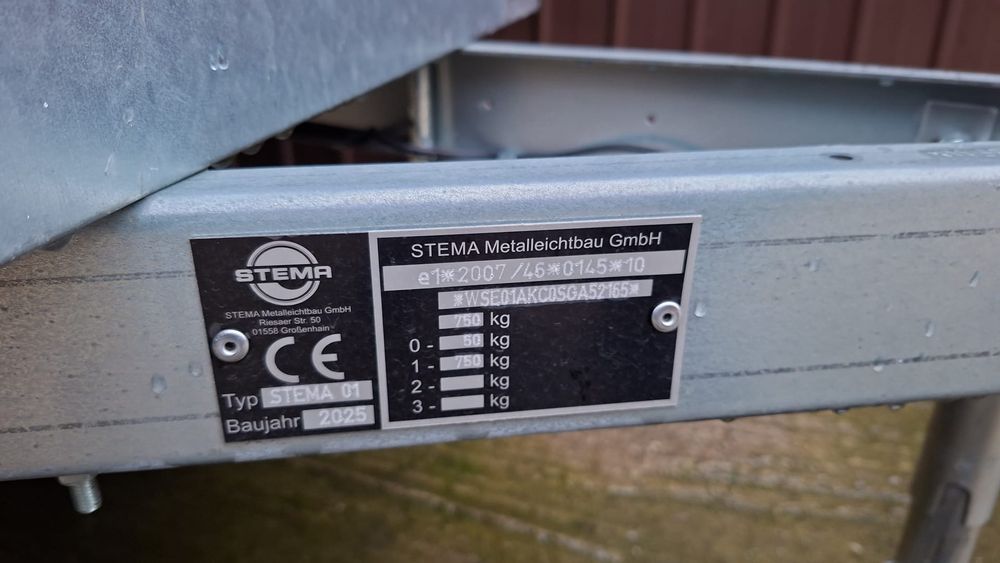 STEMA
STEMA Metalleichtbau GmbH
Riesaer Str. 50
01558 Großenhain
CE
Typ STEMA 01
Baujahr 2025
STEMA Metalleichtbau GmbH
e1*2007/46*0145*10
*WSE01AKC0SGA52165*
750 kg
0 - 50 kg
1 - 750 kg
2 - kg
3 - kg